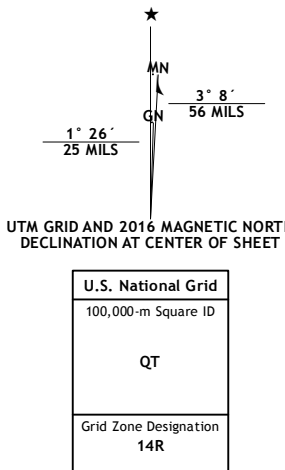 MN
GN
3° 8´
56 MILS
1° 26´
25 MILS
UTM GRID AND 2016 MAGNETIC NORTH
DECLINATION AT CENTER OF SHEET
U.S. National Grid
100,000-m Square ID
QT
Grid Zone Designation
14R